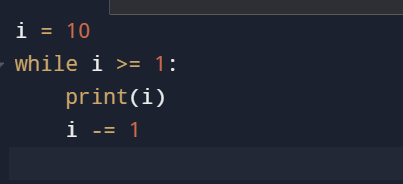 i = 10
while i >= 1:
    print(i)
    i -= 1